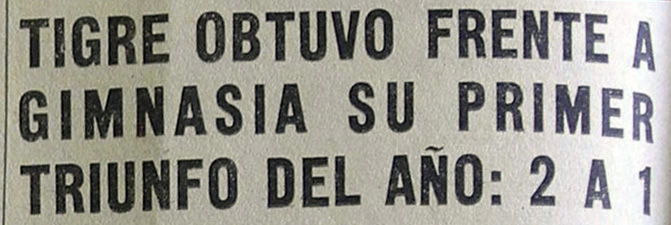 TIGRE OBTUVO FRENTE A
GIMNASIA SU PRIMER
TRIUNFO DEL AÑO: 2 A 1